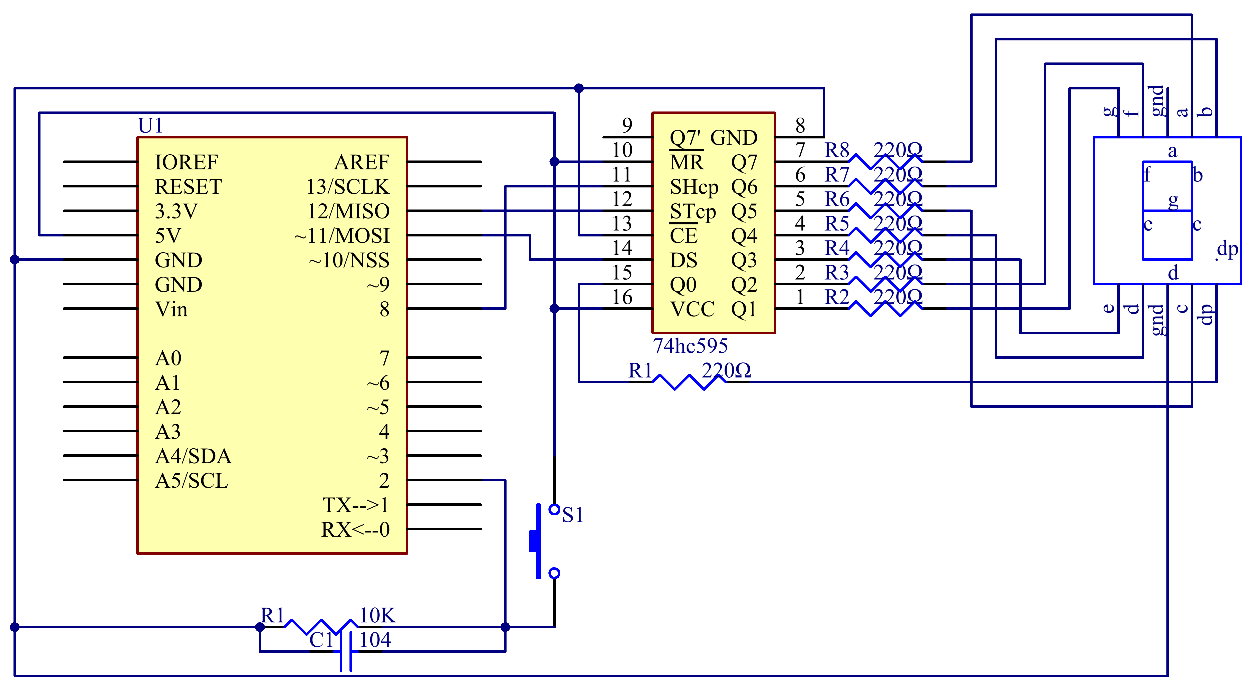 g
f
gnd
a
b
U1
IOREF AREF
RESET 13/SCLK
3.3V 12/MISO
5V ~11/MOSI
GND ~10/NSS
GND ~9
Vin 8
A0 7
A1 ~6
A2 ~5
A3 4
A4/SDA ~3
A5/SCL 2
TX-->1
RX<--0
9 Q7' GND 8
10 MR Q7 7
11 SHcp Q6 6
12 STcp Q5 5
13 CE Q4 4
14 DS Q3 3
15 Q0 Q2 2
16 VCC Q1 1
74hc595
R8 220Ω
R7 220Ω
R6 220Ω
R5 220Ω
R4 220Ω
R3 220Ω
R2 220Ω
R1 220Ω
a
f b
g
c c
d
.dp
e
d
gnd
c
dp
S1
R1 10K
C1 104